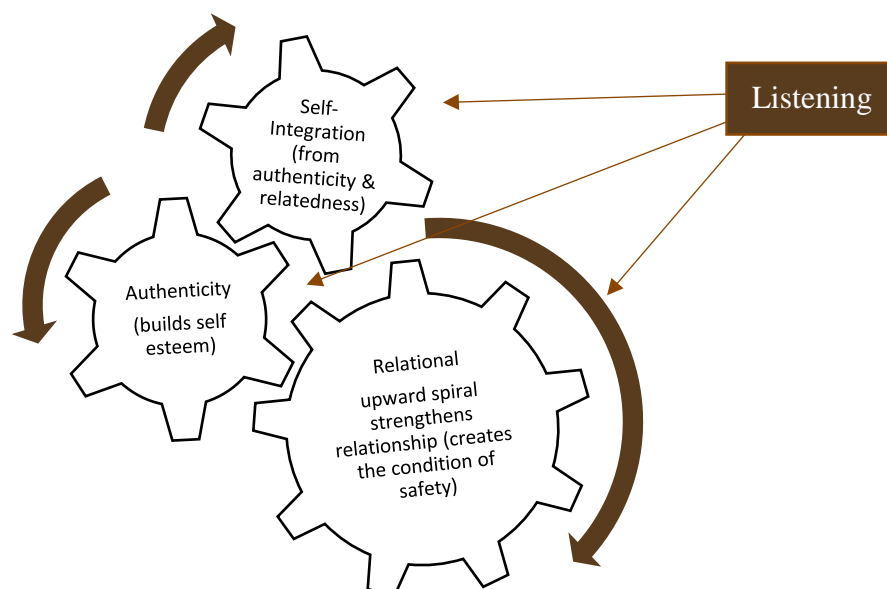 Self-
Integration
(from
authenticity &
relatedness)
Listening
Authenticity
(builds self
esteem)
Relational
upward spiral
strengthens
relationship (creates
the condition of
safety)